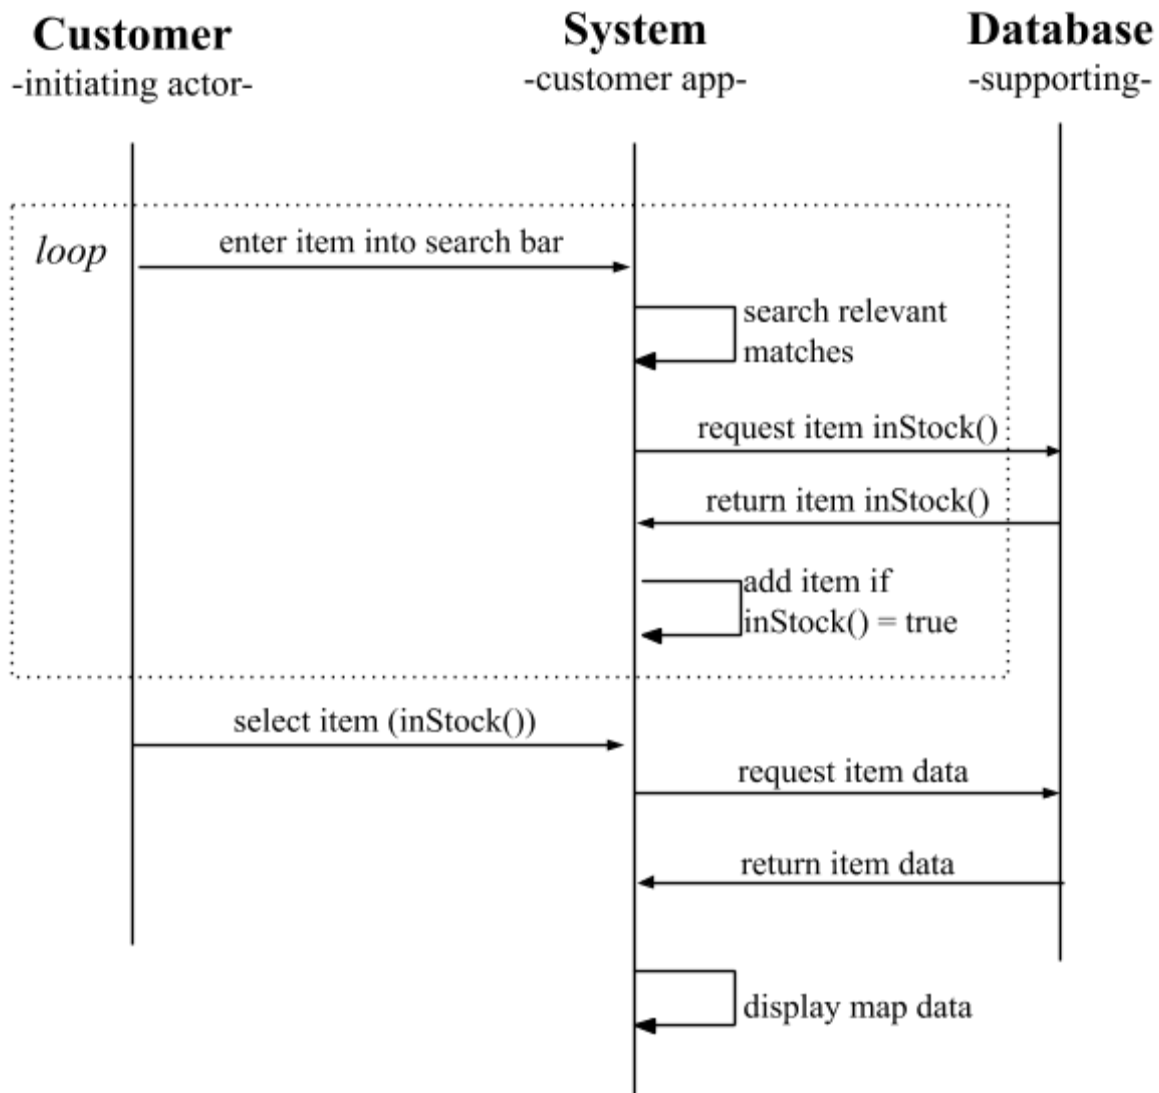 Customer
-initiating actor-
System
-customer app-
Database
-supporting-
loop
enter item into search bar
search relevant
matches
request item inStock()
return item inStock()
add item if
inStock() = true
select item (inStock())
request item data
return item data
display map data